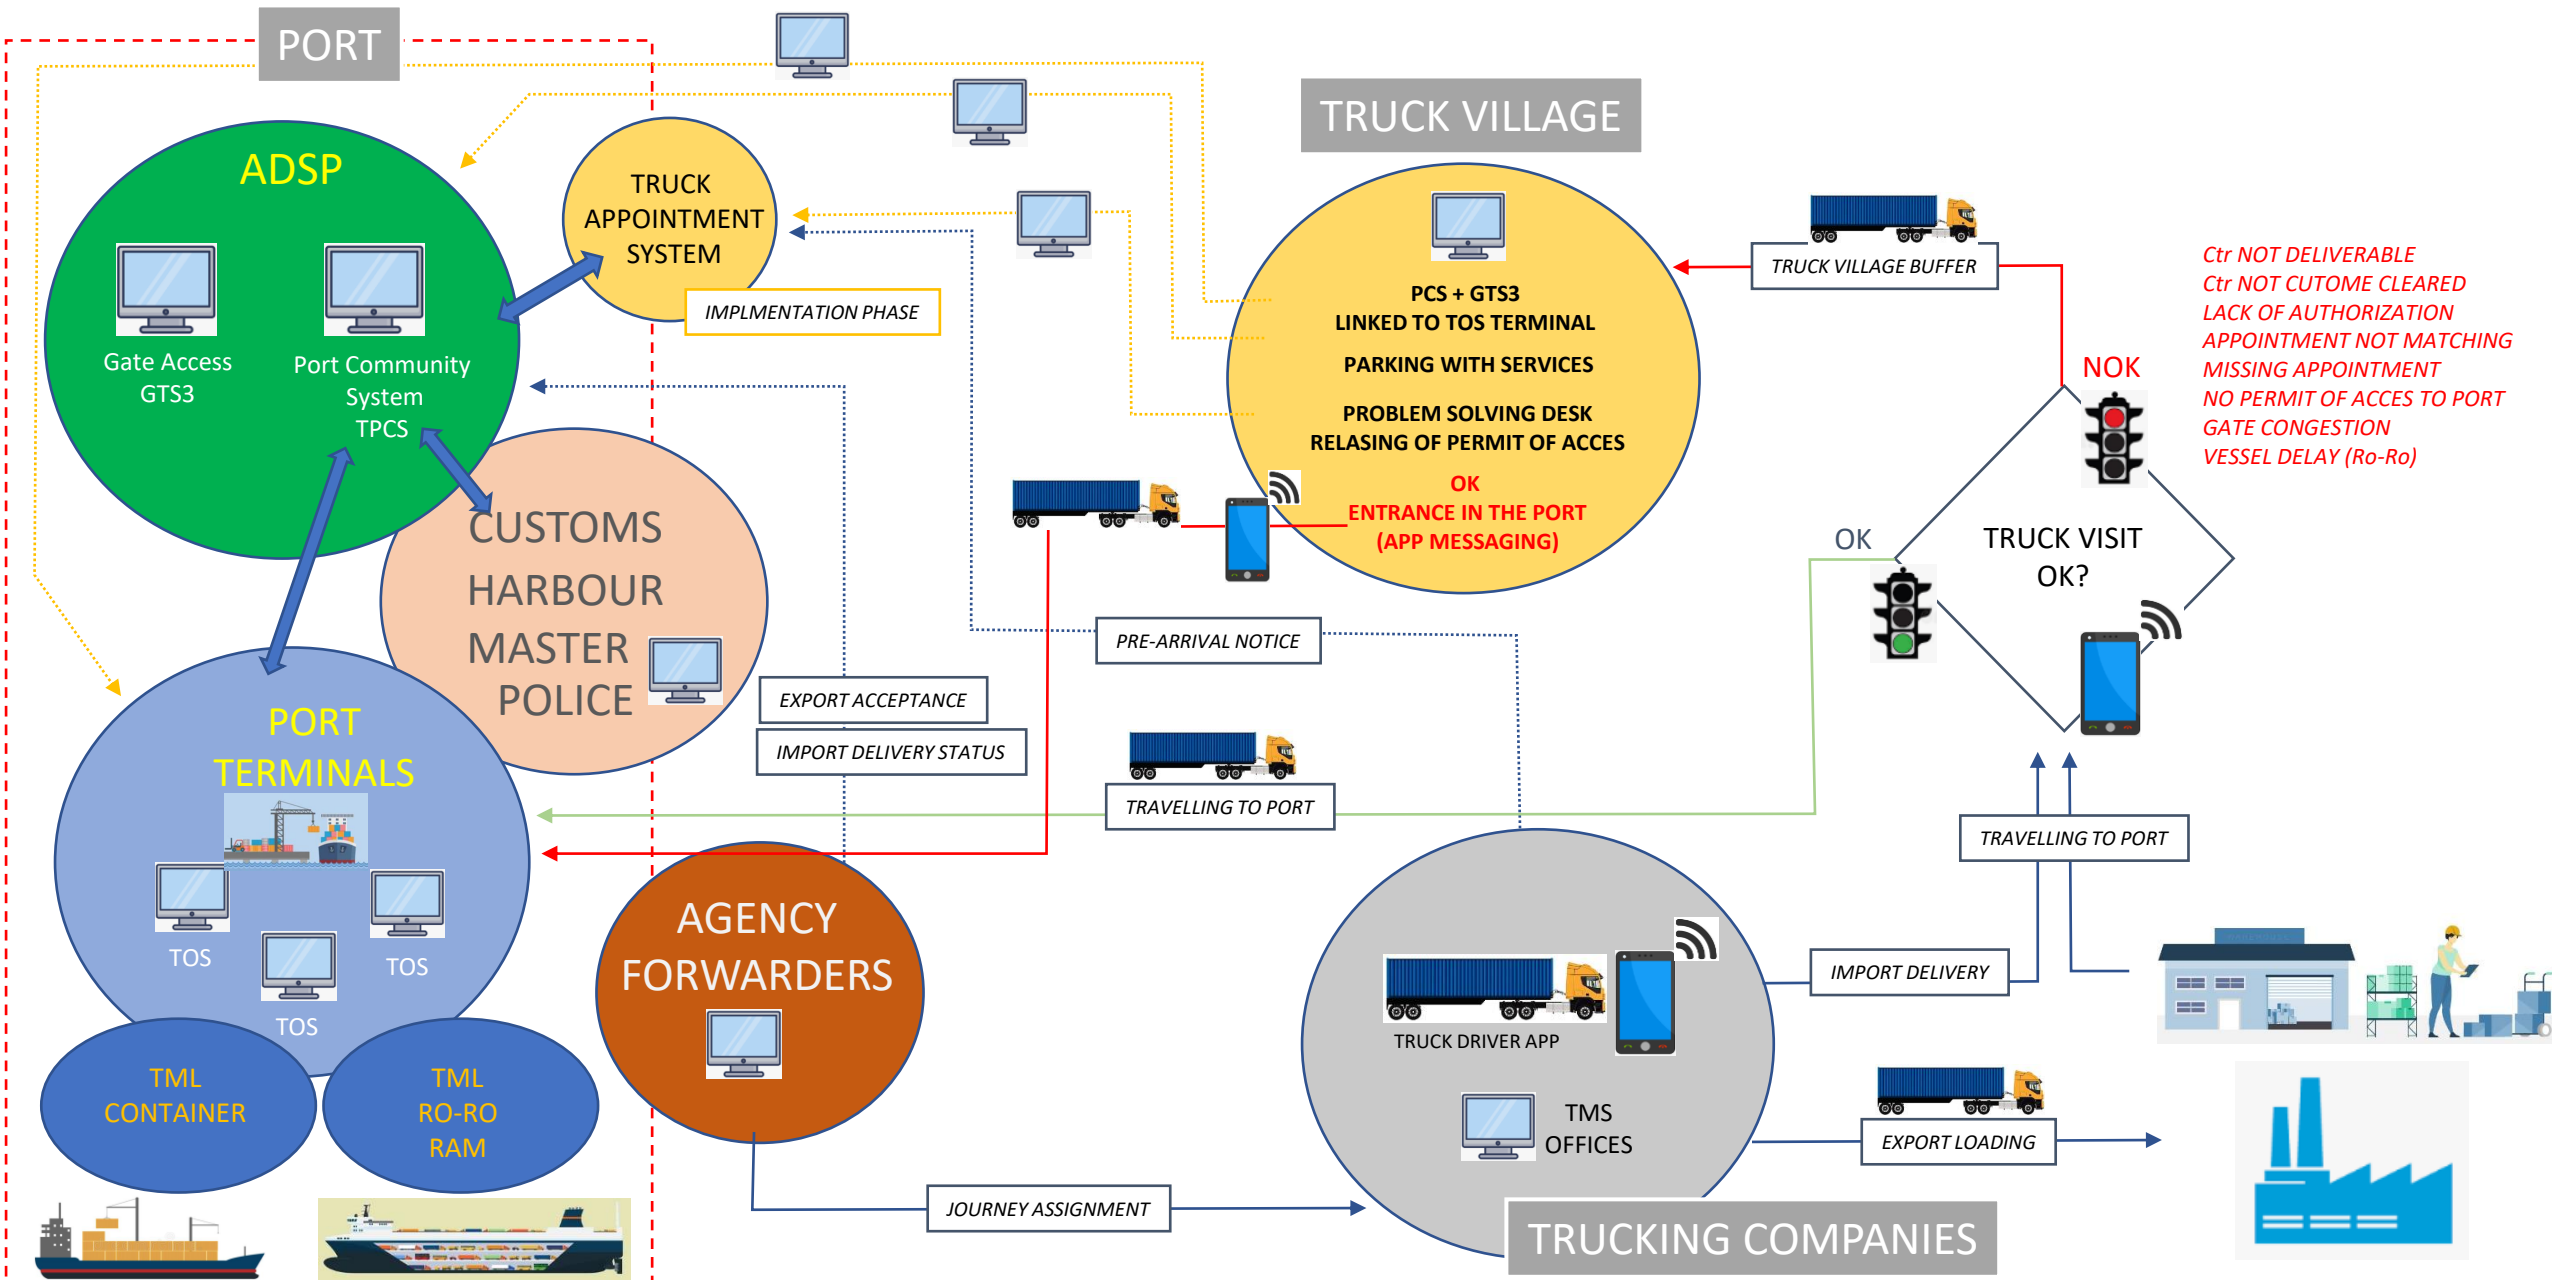 PORT
ADSP
Gate Access
GTS3
Port Community
System
TPCS
TRUCK
APPOINTMENT
SYSTEM
IMPLMENTATION PHASE
CUSTOMS
HARBOUR
MASTER
POLICE
PORT
TERMINALS
TOS
TOS
TOS
TML
CONTAINER
TML
RO-RO
RAM
EXPORT ACCEPTANCE
IMPORT DELIVERY STATUS
AGENCY
FORWARDERS
JOURNEY ASSIGNMENT
TRUCK VILLAGE
PCS + GTS3
LINKED TO TOS TERMINAL
PARKING WITH SERVICES
PROBLEM SOLVING DESK
RELASING OF PERMIT OF ACCES
OK
ENTRANCE IN THE PORT
(APP MESSAGING)
PRE-ARRIVAL NOTICE
TRAVELLING TO PORT
TRUCK DRIVER APP
TMS
OFFICES
TRUCKING COMPANIES
TRUCK VILLAGE BUFFER
Ctr NOT DELIVERABLE
Ctr NOT CUTOME CLEARED
LACK OF AUTHORIZATION
APPOINTMENT NOT MATCHING
MISSING APPOINTMENT
NO PERMIT OF ACCES TO PORT
GATE CONGESTION
VESSEL DELAY (Ro-Ro)
NOK
OK
TRUCK VISIT
OK?
TRAVELLING TO PORT
IMPORT DELIVERY
EXPORT LOADING